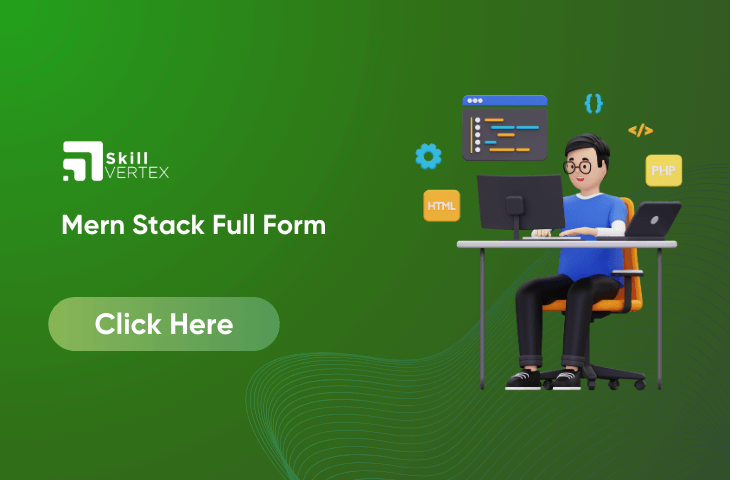 Skill
VERTEX
Mern Stack Full Form
Click Here
{}
</>
PHP
HTML